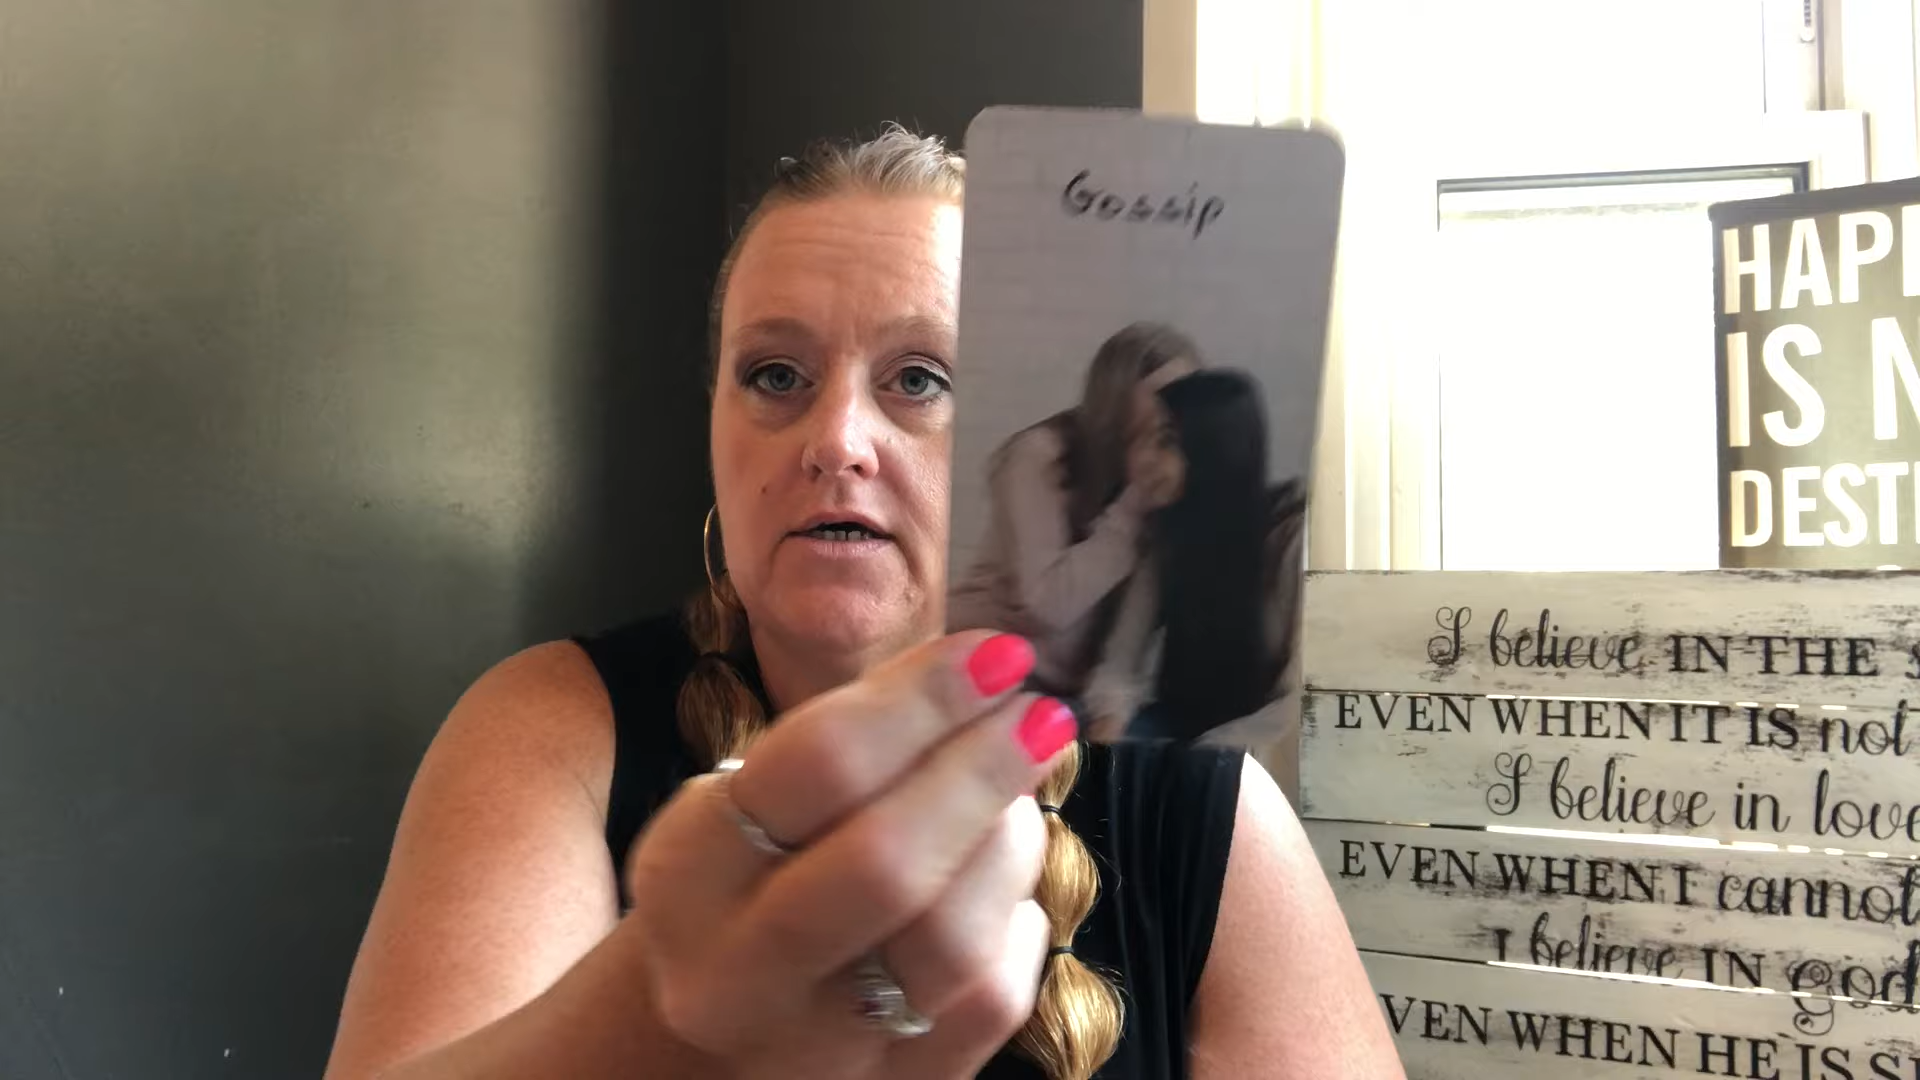 Gossip
HAPP
IS N
DEST
I believe IN THE
EVEN WHEN IT IS not
I believe in love
EVEN WHEN I cannot
I believe IN God
EVEN WHEN HE IS